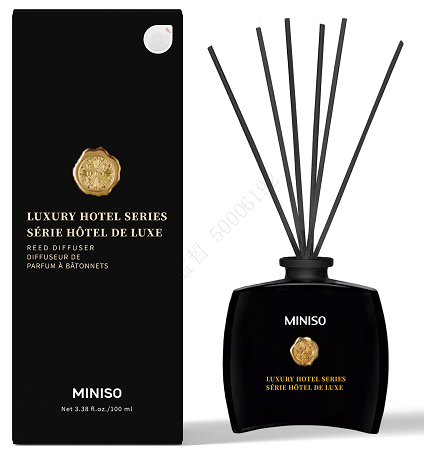 LUXURY HOTEL SERIES
SÉRIE HÔTEL DE LUXE
REED DIFFUSER
DIFFUSEUR DE
PARFUM À BÂTONNETS
MINISO
Net 3.38 fl.oz./100 ml
MINISO
LUXURY HOTEL SERIES
SÉRIE HÔTEL DE LUXE
50006192